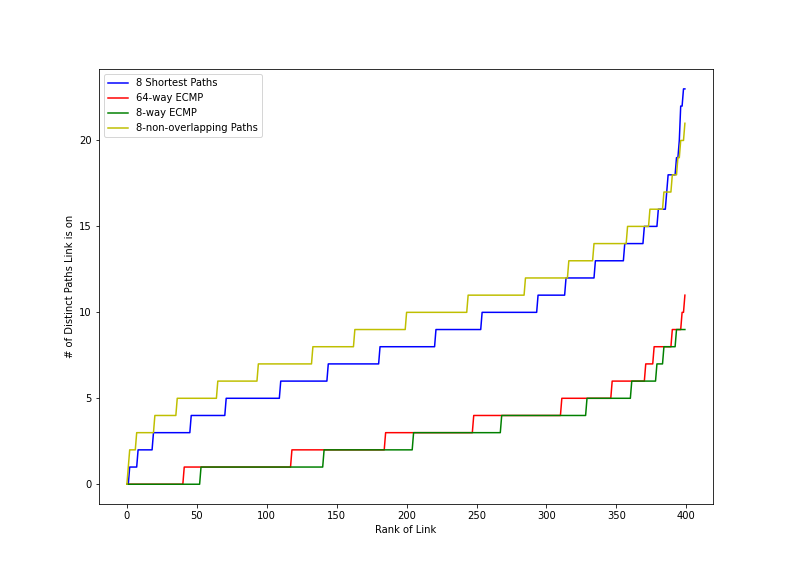 8 Shortest Paths
64-way ECMP
8-way ECMP
8-non-overlapping Paths
# of Distinct Paths Link is on
20
15
10
5
0
0 50 100 150 200 250 300 350 400
Rank of Link